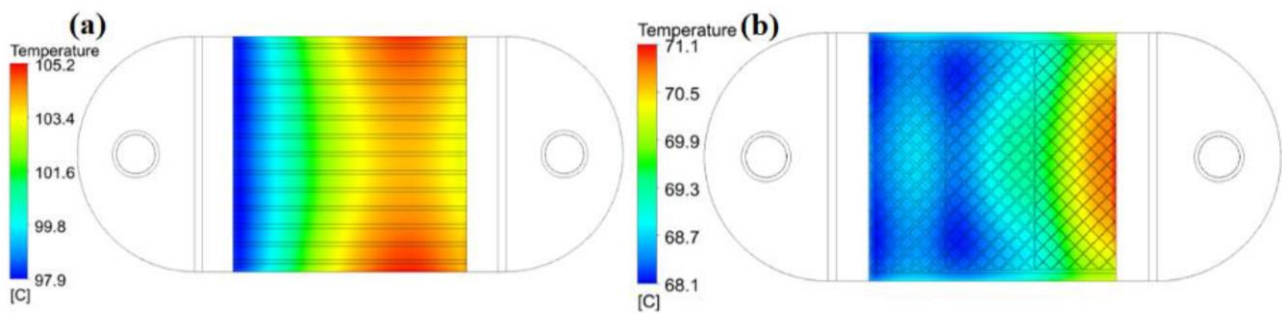 (a)
Temperature
105.2
103.4
101.6
99.8
97.9
[C]
(b)
Temperature
71.1
70.5
69.9
69.3
68.7
68.1
[C]